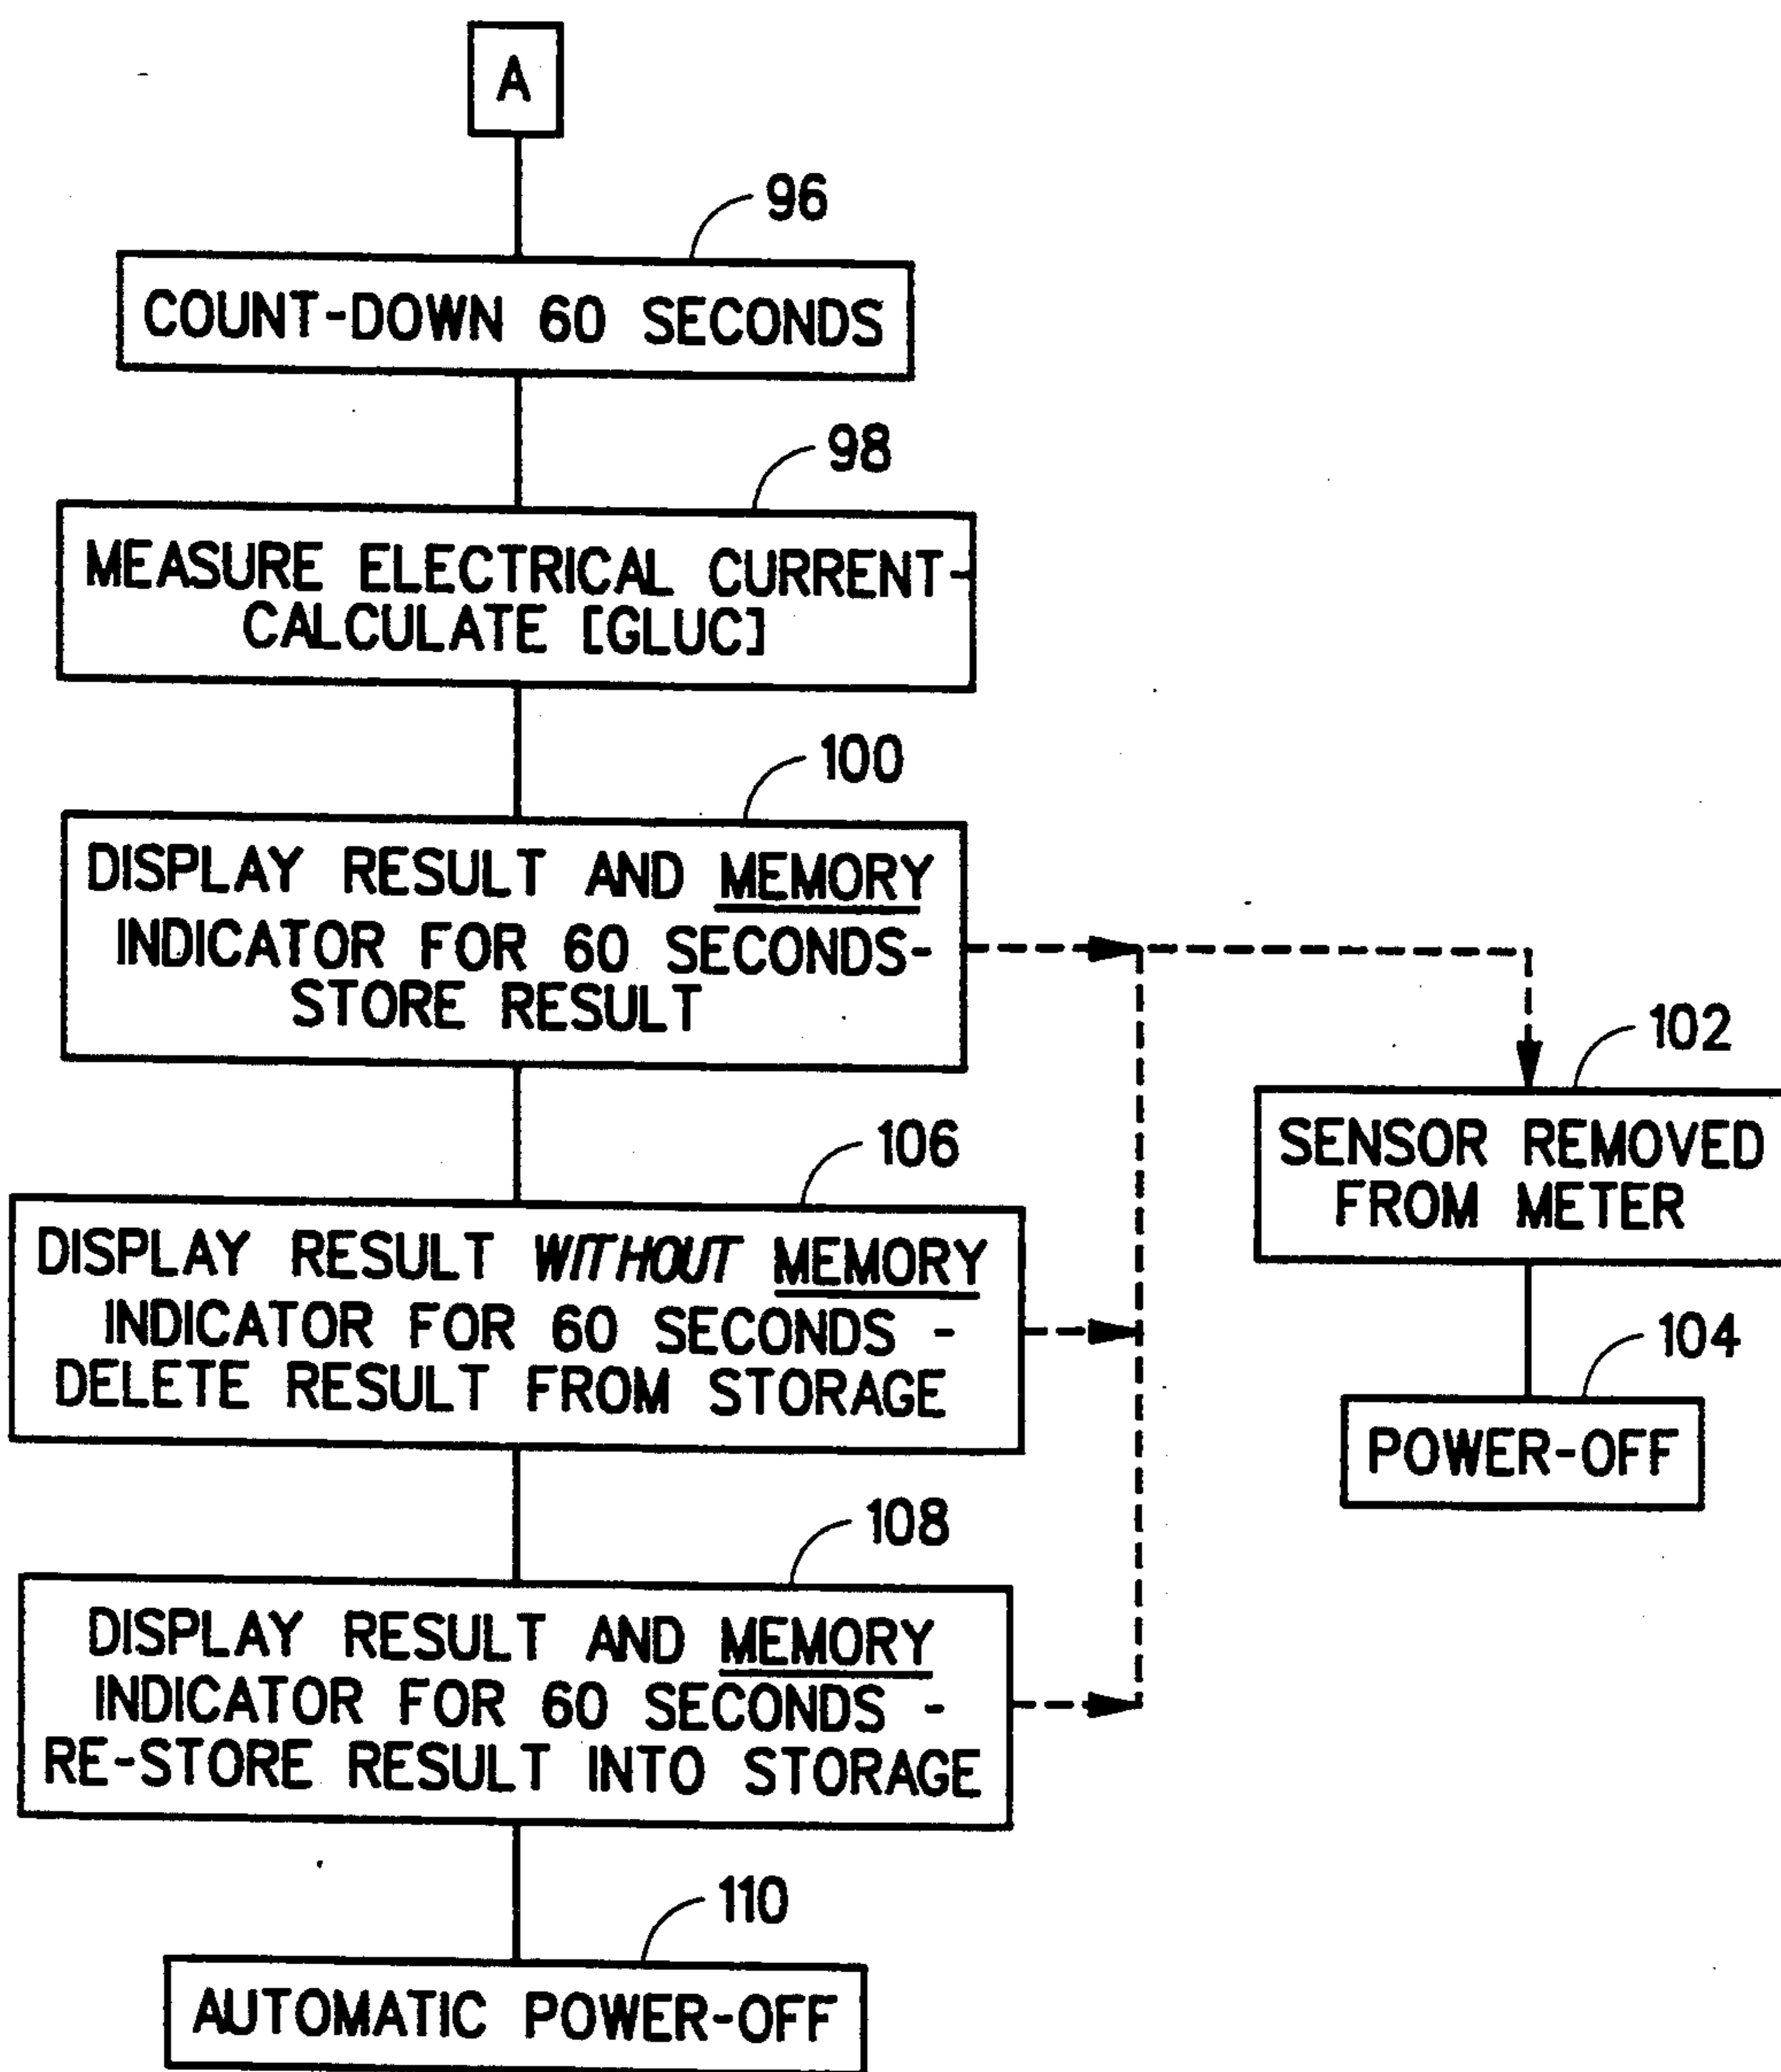 A
96
COUNT-DOWN 60 SECONDS
98
MEASURE ELECTRICAL CURRENT-
CALCULATE [GLUC]
100
DISPLAY RESULT AND MEMORY
INDICATOR FOR 60 SECONDS-
STORE RESULT
102
SENSOR REMOVED
FROM METER
104
POWER-OFF
106
DISPLAY RESULT WITHOUT MEMORY
INDICATOR FOR 60 SECONDS -
DELETE RESULT FROM STORAGE
108
DISPLAY RESULT AND MEMORY
INDICATOR FOR 60 SECONDS -
RE-STORE RESULT INTO STORAGE
110
AUTOMATIC POWER-OFF